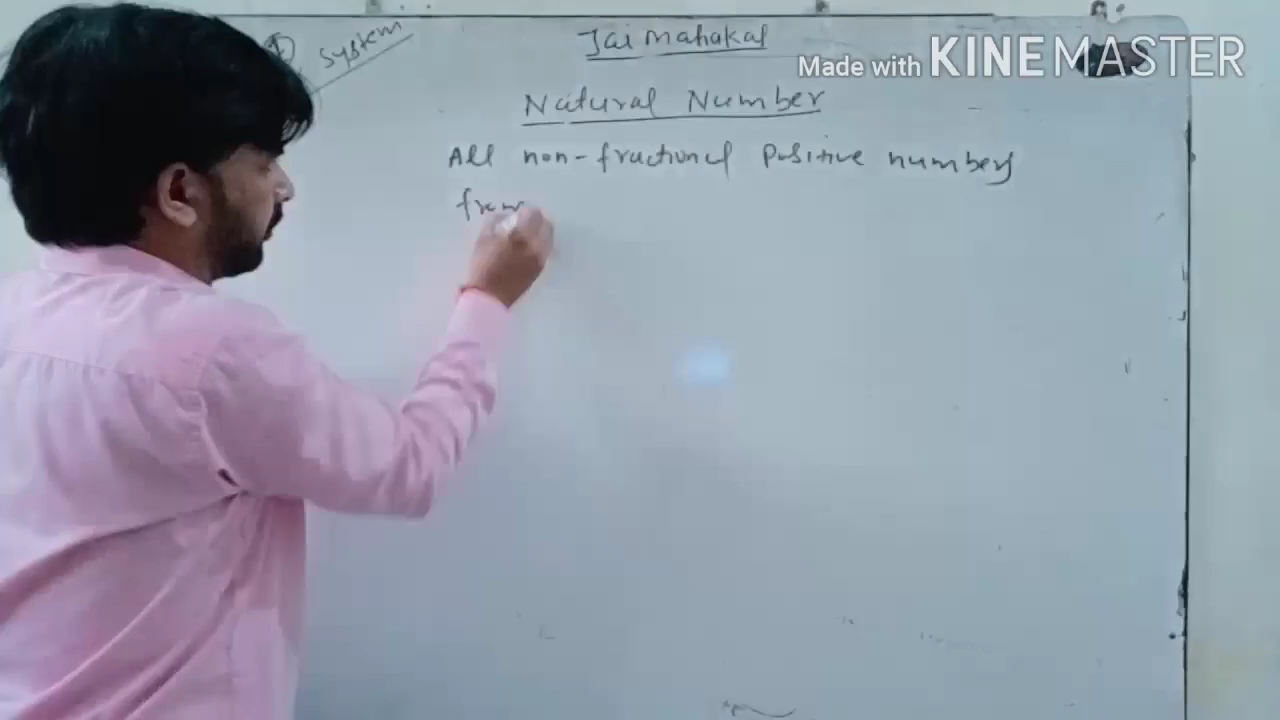 System
Jai Mahakal
Made with KINEMASTER
Natural Number
All non-fractional positive numbers
from